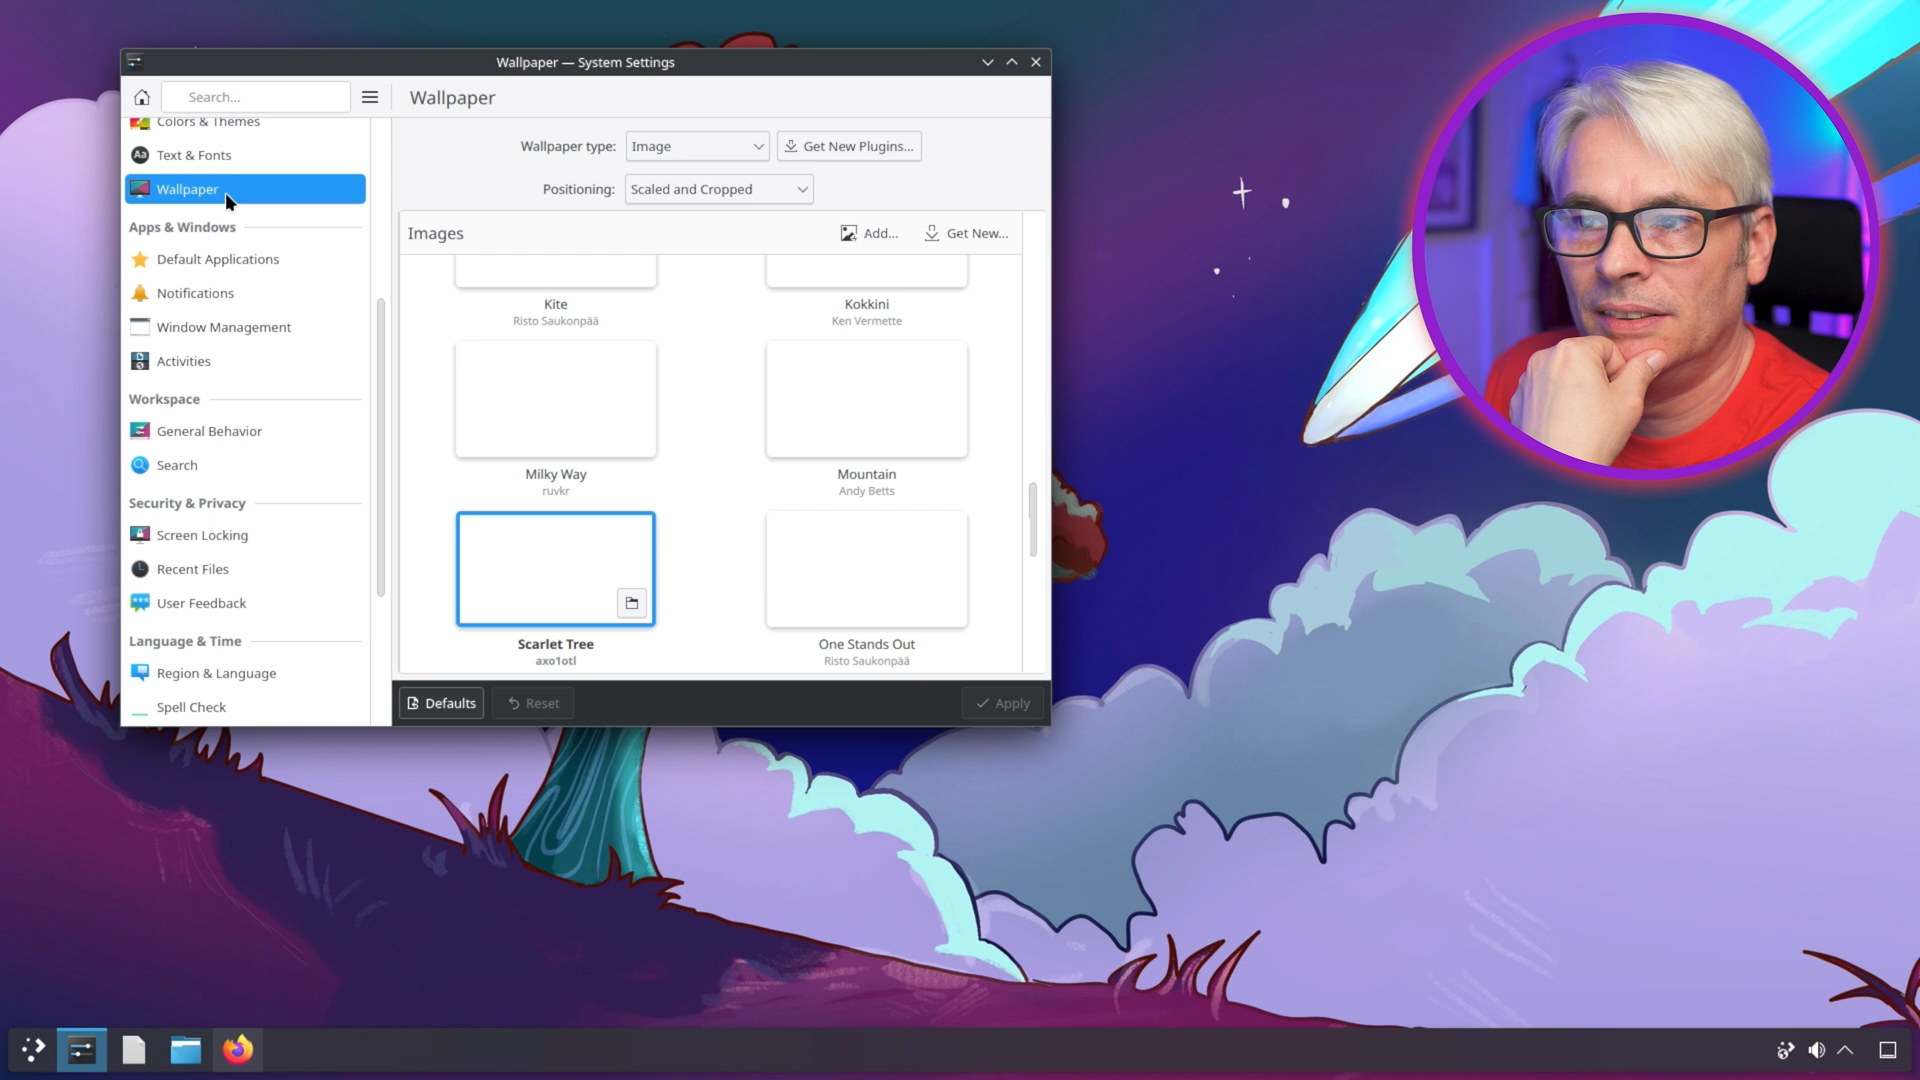 Wallpaper — System Settings
Search...
Wallpaper
Colors & Themes
Text & Fonts
Wallpaper
Apps & Windows
Default Applications
Notifications
Window Management
Activities
Workspace
General Behavior
Search
Security & Privacy
Screen Locking
Recent Files
User Feedback
Language & Time
Region & Language
Spell Check
Wallpaper type: Image Get New Plugins...
Positioning: Scaled and Cropped
Images Add... Get New...
Kite
Risto Saukonpää
Kokkini
Ken Vermette
Milky Way
ruvkr
Mountain
Andy Betts
Scarlet Tree
axo1otl
One Stands Out
Risto Saukonpää
Defaults Reset Apply